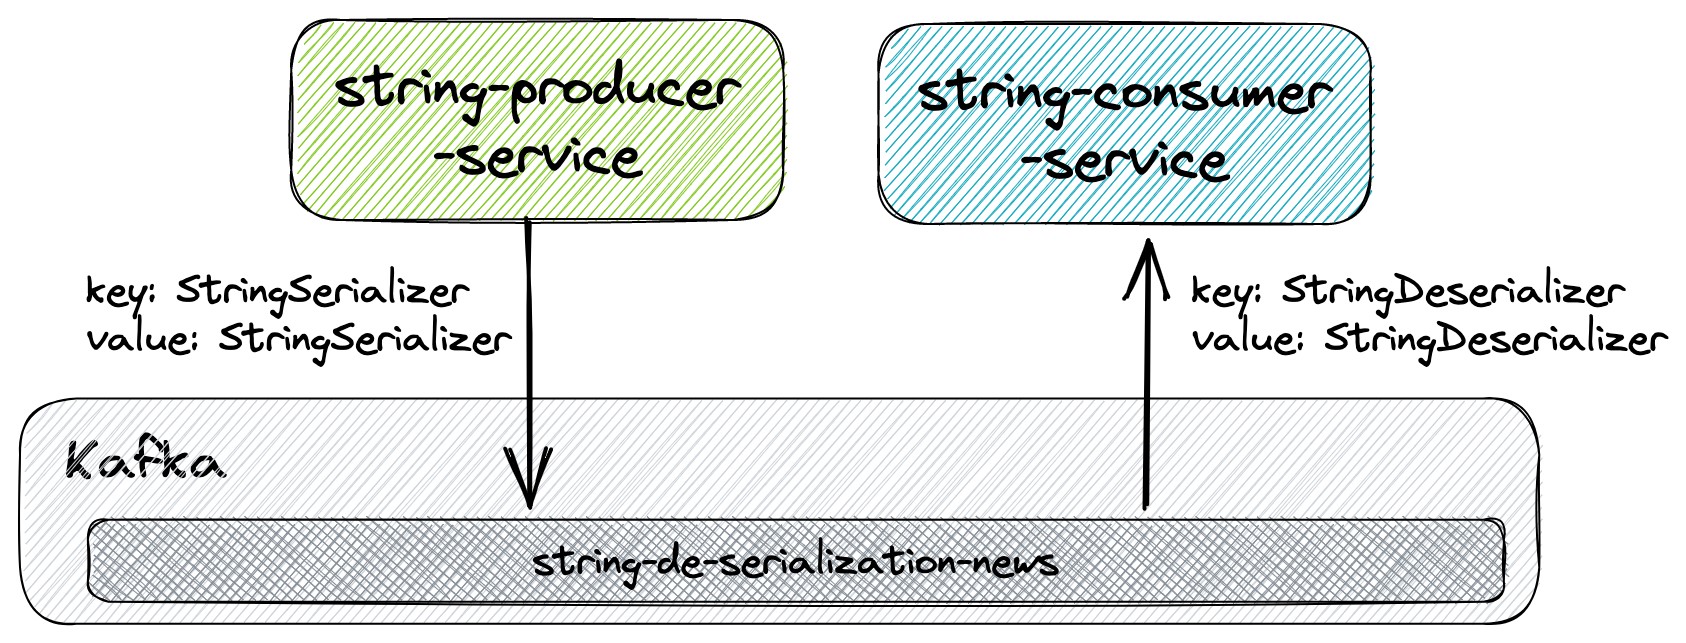 string-producer
-service
string-consumer
-service
key: StringSerializer
value: StringSerializer
key: StringDeserializer
value: StringDeserializer
Kafka
string-de-serialization-news